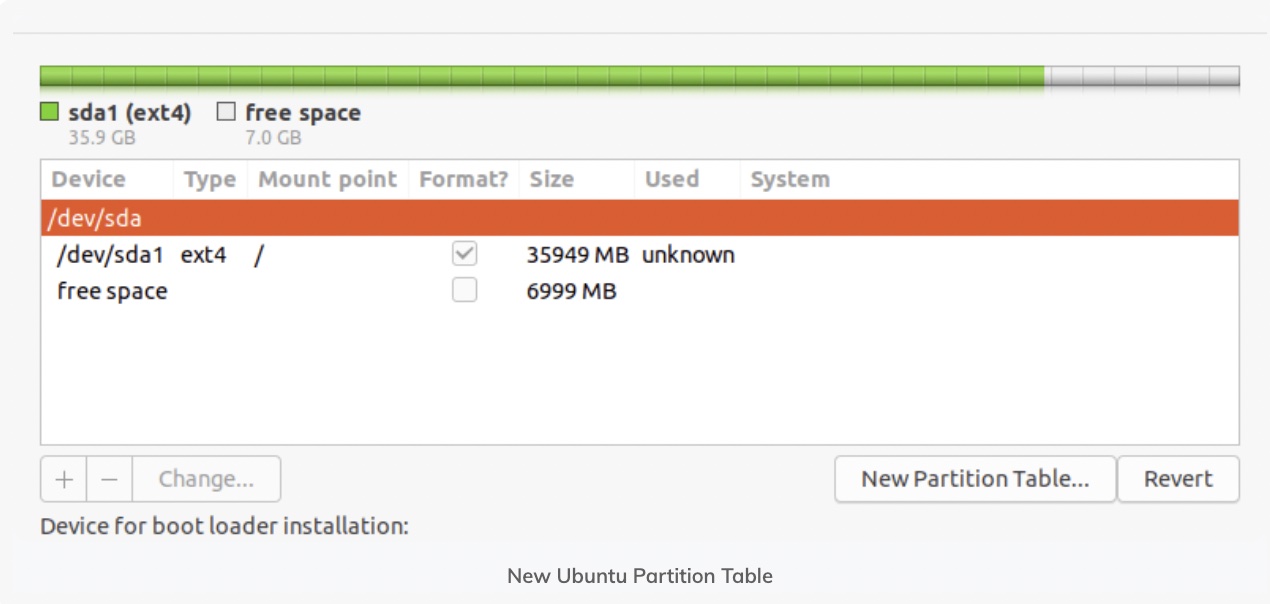 sda1 (ext4) free space
35.9 GB 7.0 GB
Device Type Mount point Format? Size Used System
/dev/sda
/dev/sda1 ext4 / 35949 MB unknown
free space 6999 MB
+ − Change... New Partition Table... Revert
Device for boot loader installation:
New Ubuntu Partition Table